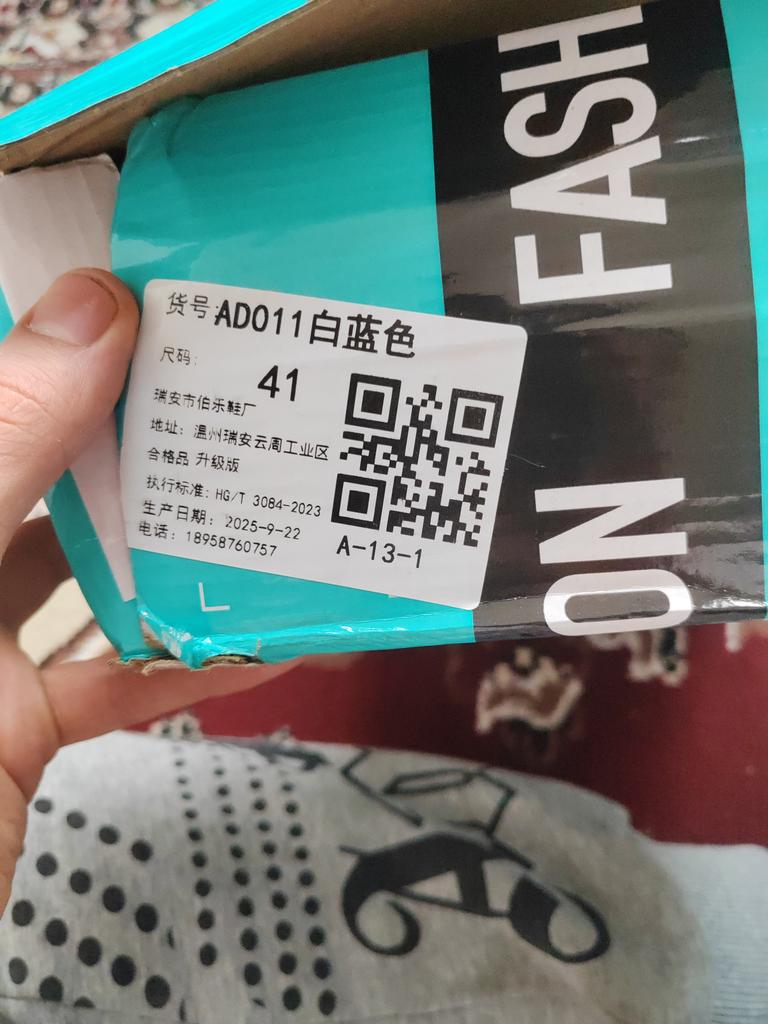 货号:AD011白蓝色
尺码:
41
瑞安市伯乐鞋厂
地址: 温州瑞安云周工业区
合格品 升级版
执行标准: HG/T 3084-2023
生产日期: 2025-9-22
电话: 18958760757
A-13-1
L
FASH
ON